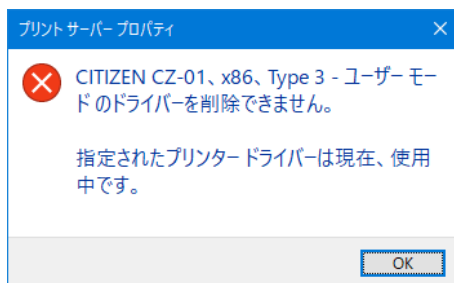 プリント サーバー プロパティ
CITIZEN CZ-01、x86、Type 3 - ユーザー モー
ド のドライバーを削除できません。
指定されたプリンター ドライバーは現在、使用
中です。
OK